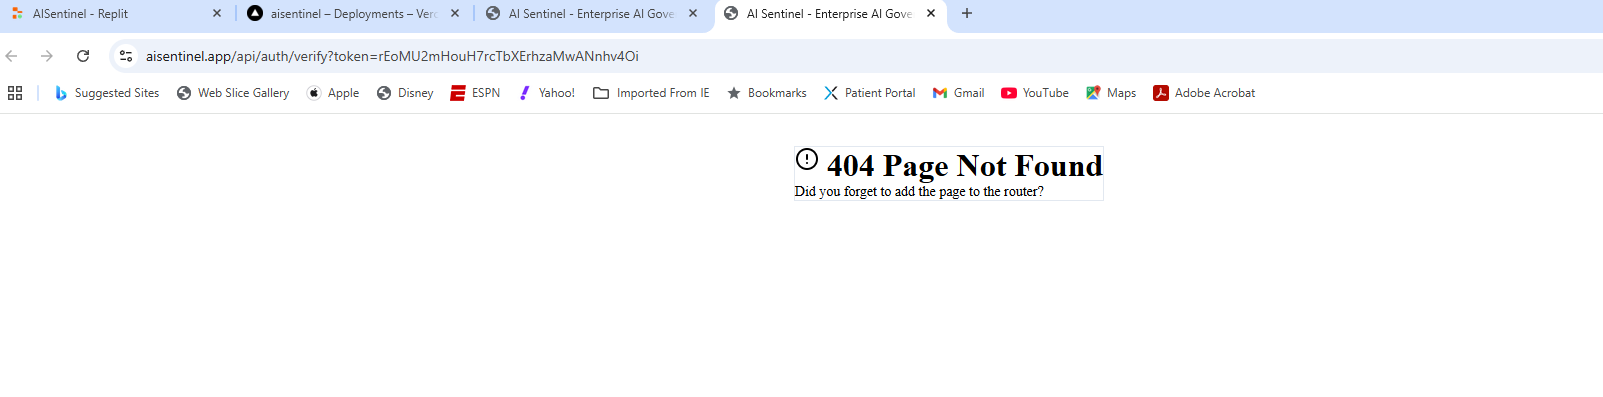 AISentinel - Replit
aisentinel – Deployments – Verc
AI Sentinel - Enterprise AI Gove
AI Sentinel - Enterprise AI Gove
aisentinel.app/api/auth/verify?token=rEoMU2mHouH7rcTbXErhzaMwANnhv4Oi
Suggested Sites Web Slice Gallery Apple Disney ESPN Yahoo! Imported From IE Bookmarks Patient Portal Gmail YouTube Maps Adobe Acrobat
404 Page Not Found
Did you forget to add the page to the router?